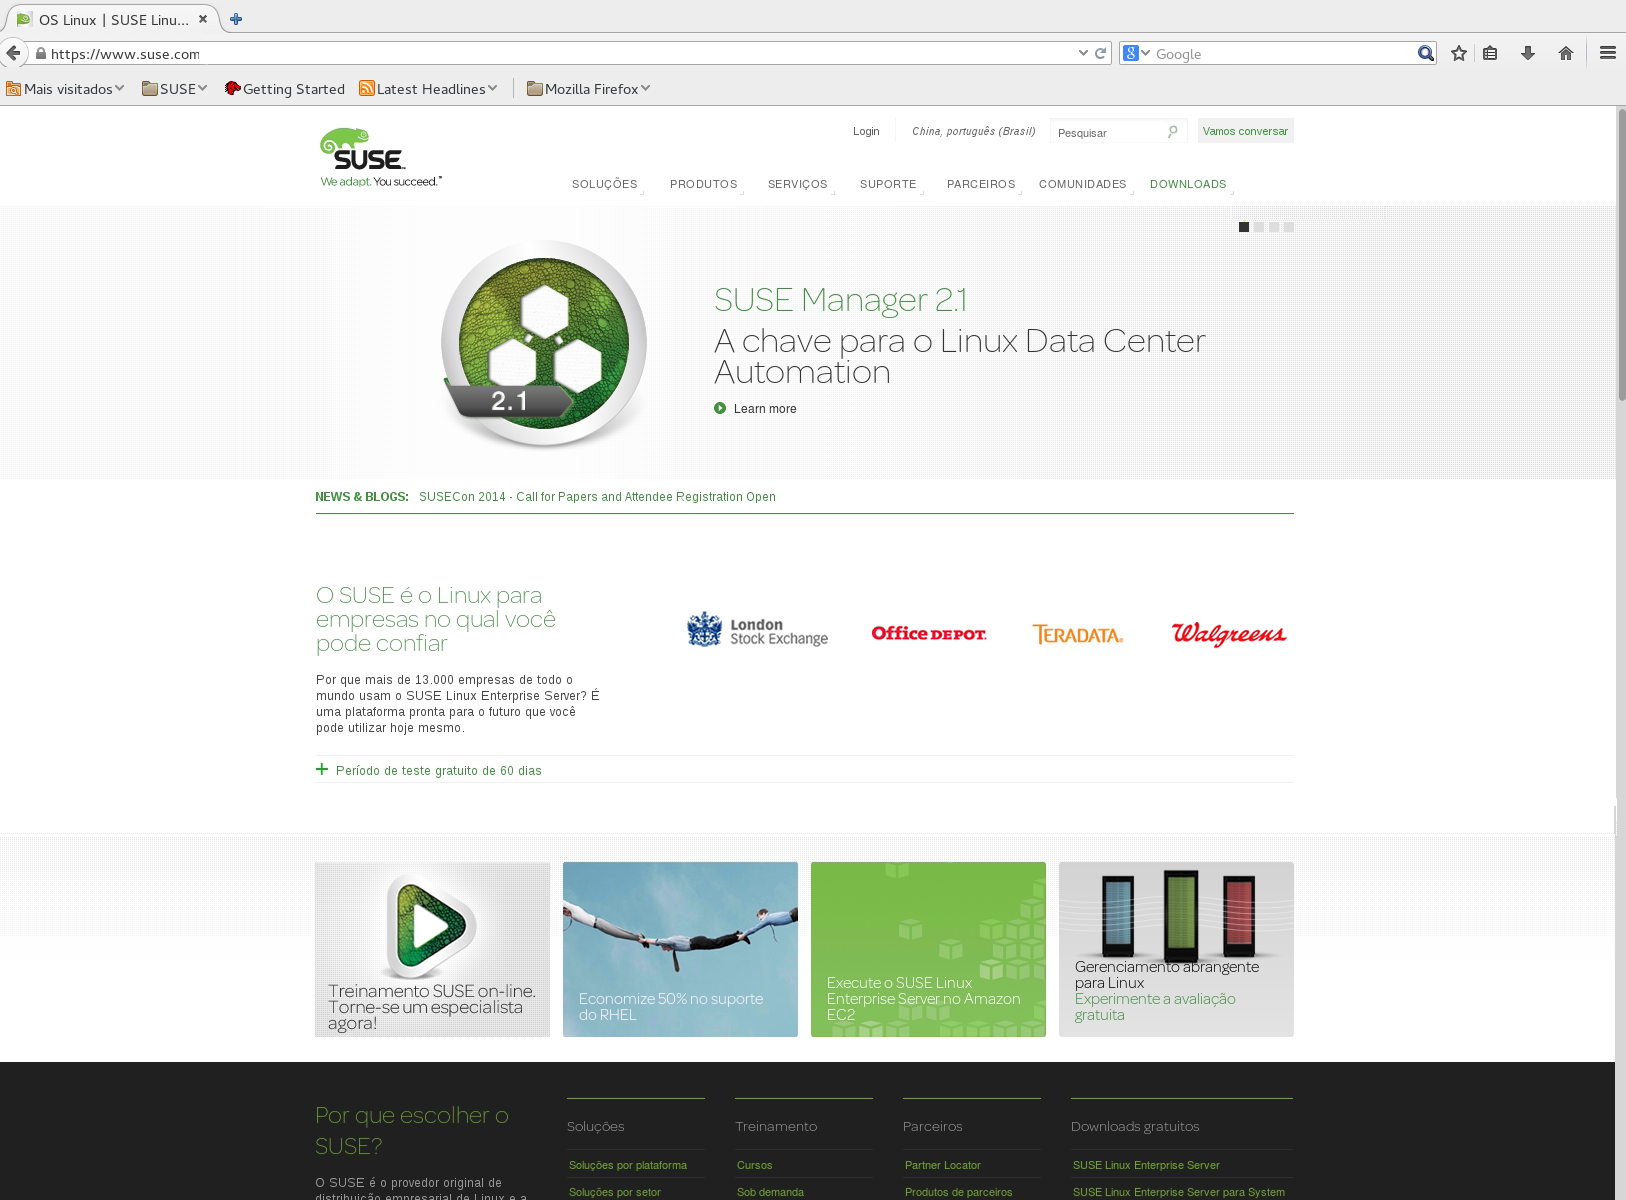 OS Linux | SUSE Linu...
https://www.suse.com
Google
Mais visitados
SUSE
Getting Started
Latest Headlines
Mozilla Firefox
SUSE
We adapt. You succeed.™
Login
China, português (Brasil)
Pesquisar
Vamos conversar
SOLUÇÕES
PRODUTOS
SERVIÇOS
SUPORTE
PARCEIROS
COMUNIDADES
DOWNLOADS
2.1
SUSE Manager 2.1
A chave para o Linux Data Center
Automation
Learn more
NEWS & BLOGS: SUSECon 2014 - Call for Papers and Attendee Registration Open
O SUSE é o Linux para
empresas no qual você
pode confiar
Por que mais de 13.000 empresas de todo o
mundo usam o SUSE Linux Enterprise Server? É
uma plataforma pronta para o futuro que você
pode utilizar hoje mesmo.
London
Stock Exchange
Office DEPOT.
TERADATA.
Walgreens
Período de teste gratuito de 60 dias
Treinamento SUSE on-line.
Torne-se um especialista
agora!
Economize 50% no suporte
do RHEL
Execute o SUSE Linux
Enterprise Server no Amazon
EC2
Gerenciamento abrangente
para Linux
Experimente a avaliação
gratuita
Por que escolher o
SUSE?
O SUSE é o provedor original de
distribuição empresarial de Linux e a
Soluções
Soluções por plataforma
Soluções por setor
Treinamento
Cursos
Sob demanda
Parceiros
Partner Locator
Produtos de parceiros
Downloads gratuitos
SUSE Linux Enterprise Server
SUSE Linux Enterprise Server para System